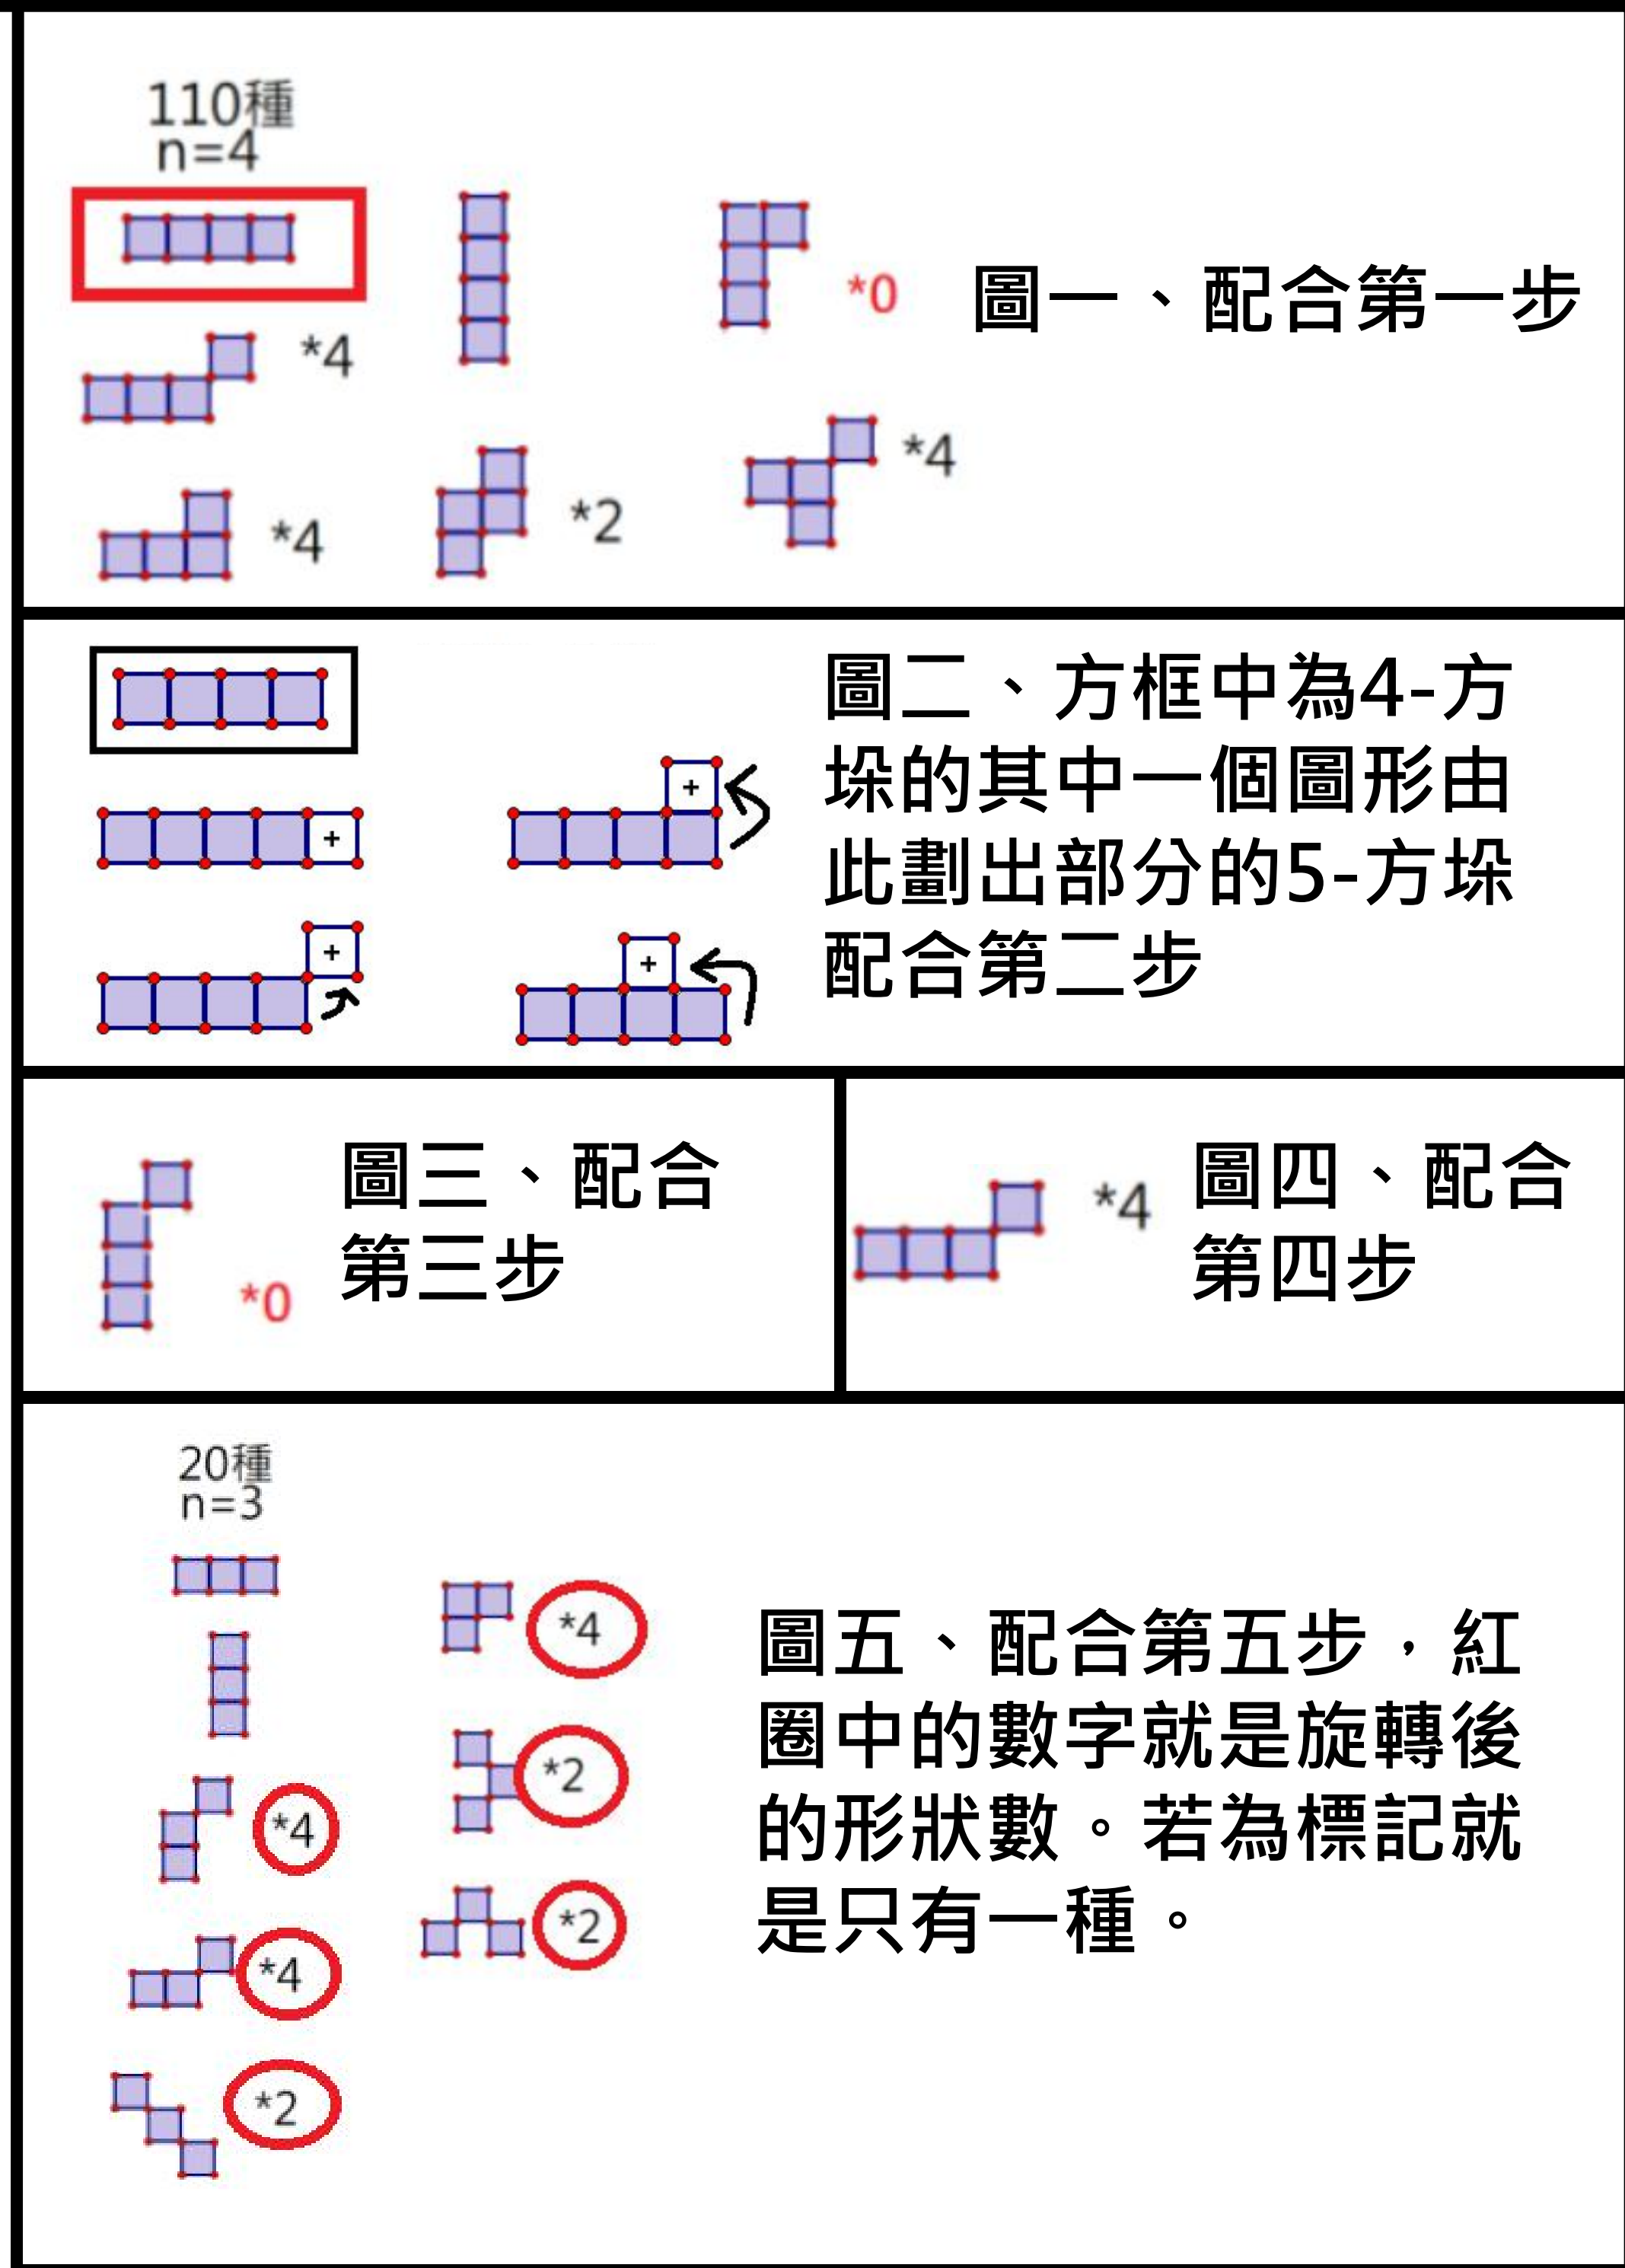 110種
n=4
*0
圖一、配合第一步
*4
*4
*4
*2
圖二、方框中為4-方
垛的其中一個圖形由
此劃出部分的5-方垛
配合第二步
+
+
+
+
圖三、配合
第三步
*0
*4
圖四、配合
第四步
20種
n=3
*4
*2
*4
*2
*4
*2
圖五、配合第五步，紅
圈中的數字就是旋轉後
的形狀數。若為標記就
是只有一種。